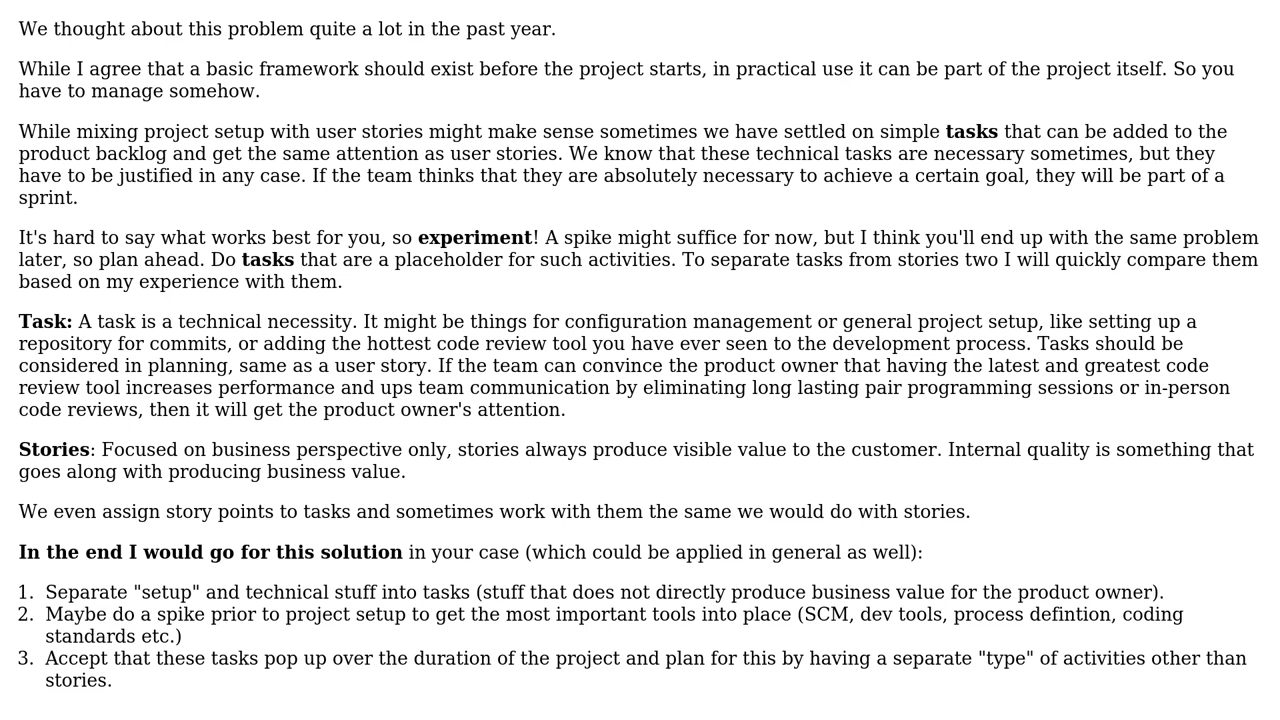 We thought about this problem quite a lot in the past year.
While I agree that a basic framework should exist before the project starts, in practical use it can be part of the project itself. So you
have to manage somehow.
While mixing project setup with user stories might make sense sometimes we have settled on simple tasks that can be added to the
product backlog and get the same attention as user stories. We know that these technical tasks are necessary sometimes, but they
have to be justified in any case. If the team thinks that they are absolutely necessary to achieve a certain goal, they will be part of a
sprint.
It's hard to say what works best for you, so experiment! A spike might suffice for now, but I think you'll end up with the same problem
later, so plan ahead. Do tasks that are a placeholder for such activities. To separate tasks from stories two I will quickly compare them
based on my experience with them.
Task: A task is a technical necessity. It might be things for configuration management or general project setup, like setting up a
repository for commits, or adding the hottest code review tool you have ever seen to the development process. Tasks should be
considered in planning, same as a user story. If the team can convince the product owner that having the latest and greatest code
review tool increases performance and ups team communication by eliminating long lasting pair programming sessions or in-person
code reviews, then it will get the product owner's attention.
Stories: Focused on business perspective only, stories always produce visible value to the customer. Internal quality is something that
goes along with producing business value.
We even assign story points to tasks and sometimes work with them the same we would do with stories.
In the end I would go for this solution in your case (which could be applied in general as well):
1. Separate "setup" and technical stuff into tasks (stuff that does not directly produce business value for the product owner).
2. Maybe do a spike prior to project setup to get the most important tools into place (SCM, dev tools, process defintion, coding
standards etc.)
3. Accept that these tasks pop up over the duration of the project and plan for this by having a separate "type" of activities other than
stories.